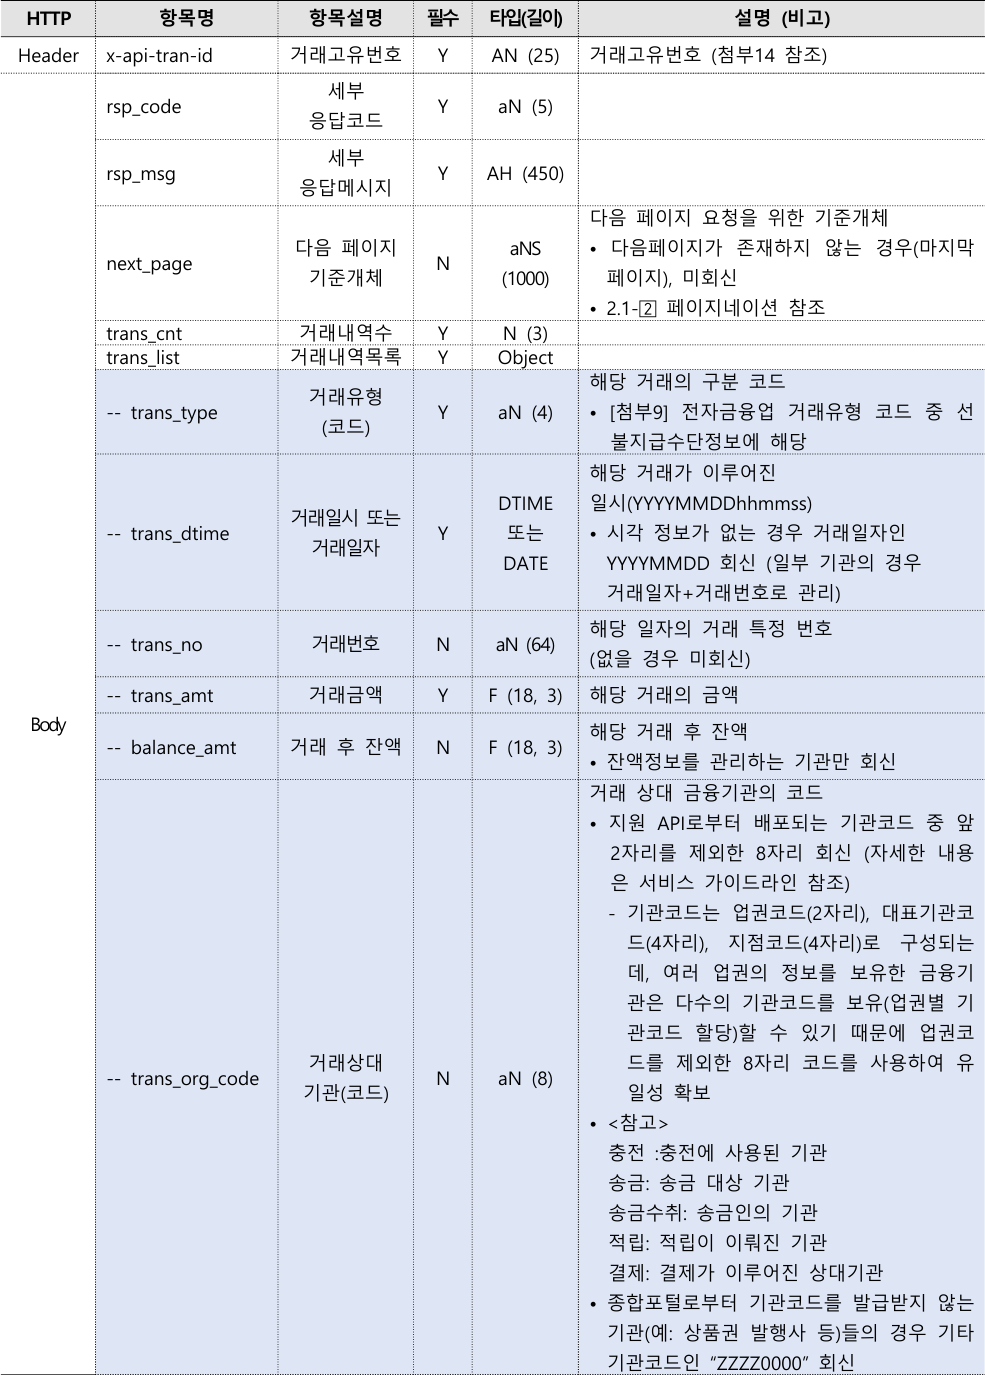 HTTP 항목명 항목설명 필수 타입(길이) 설명 (비고)
Header x-api-tran-id 거래고유번호 Y AN (25) 거래고유번호 (첨부14 참조)
Body
rsp_code 세부
응답코드 Y aN (5)
rsp_msg 세부
응답메시지 Y AH (450)
next_page 다음 페이지
기준개체 N aNS
(1000)
다음 페이지 요청을 위한 기준개체
• 다음페이지가 존재하지 않는 경우(마지막
페이지), 미회신
• 2.1-② 페이지네이션 참조
trans_cnt 거래내역수 Y N (3)
trans_list 거래내역목록 Y Object
-- trans_type 거래유형
(코드) Y aN (4)
해당 거래의 구분 코드
• [첨부9] 전자금융업 거래유형 코드 중 선
불지급수단정보에 해당
-- trans_dtime 거래일시 또는
거래일자 Y DTIME
또는
DATE
해당 거래가 이루어진
일시(YYYYMMDDhhmmss)
• 시각 정보가 없는 경우 거래일자인
YYYYMMDD 회신 (일부 기관의 경우
거래일자+거래번호로 관리)
-- trans_no 거래번호 N aN (64)
해당 일자의 거래 특정 번호
(없을 경우 미회신)
-- trans_amt 거래금액 Y F (18, 3) 해당 거래의 금액
-- balance_amt 거래 후 잔액 N F (18, 3)
해당 거래 후 잔액
• 잔액정보를 관리하는 기관만 회신
-- trans_org_code 거래상대
기관(코드) N aN (8)
거래 상대 금융기관의 코드
• 지원 API로부터 배포되는 기관코드 중 앞
2자리를 제외한 8자리 회신 (자세한 내용
은 서비스 가이드라인 참조)
- 기관코드는 업권코드(2자리), 대표기관코
드(4자리), 지점코드(4자리)로 구성되는
데, 여러 업권의 정보를 보유한 금융기
관은 다수의 기관코드를 보유(업권별 기
관코드 할당)할 수 있기 때문에 업권코
드를 제외한 8자리 코드를 사용하여 유
일성 확보
• <참고>
충전 :충전에 사용된 기관
송금: 송금 대상 기관
송금수취: 송금인의 기관
적립: 적립이 이뤄진 기관
결제: 결제가 이루어진 상대기관
• 종합포털로부터 기관코드를 발급받지 않는
기관(예: 상품권 발행사 등)들의 경우 기타
기관코드인 “ZZZZ0000” 회신